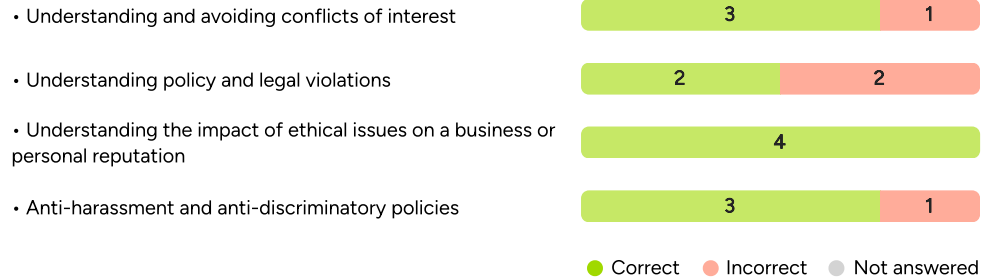 • Understanding and avoiding conflicts of interest
3 1
• Understanding policy and legal violations
2 2
• Understanding the impact of ethical issues on a business or
personal reputation
4
• Anti-harassment and anti-discriminatory policies
3 1
Correct Incorrect Not answered